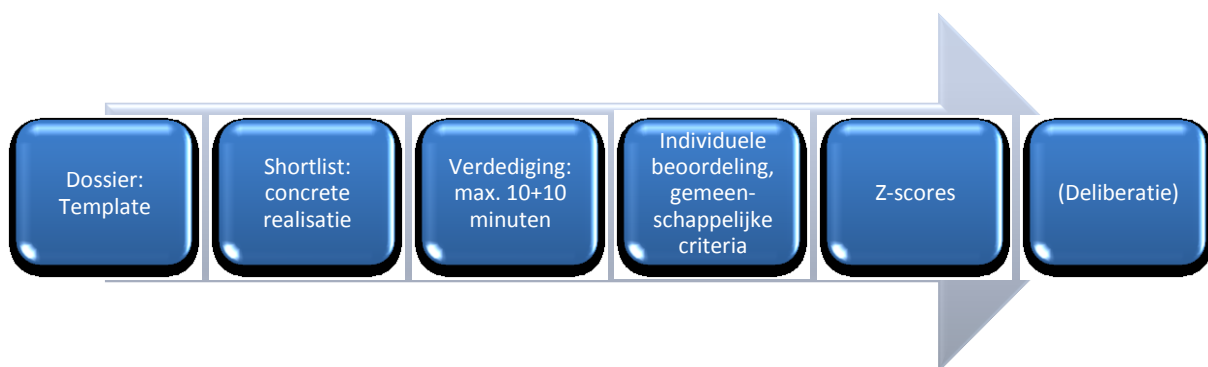 Dossier:
Template
Shortlist:
concrete
realisatie
Verdediging:
max. 10+10
minuten
Individuele
beoordeling,
gemeen-
schappelijke
criteria
Z-scores
(Deliberatie)